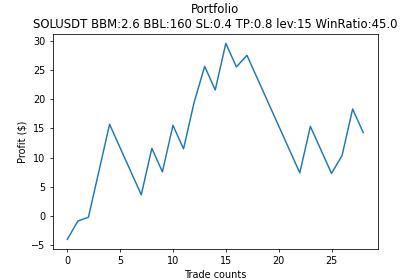 Portfolio
SOLUSDT BBM:2.6 BBL:160 SL:0.4 TP:0.8 lev:15 WinRatio:45.0
30
25
20
15
10
5
0
−5
Profit ($)
0 5 10 15 20 25
Trade counts